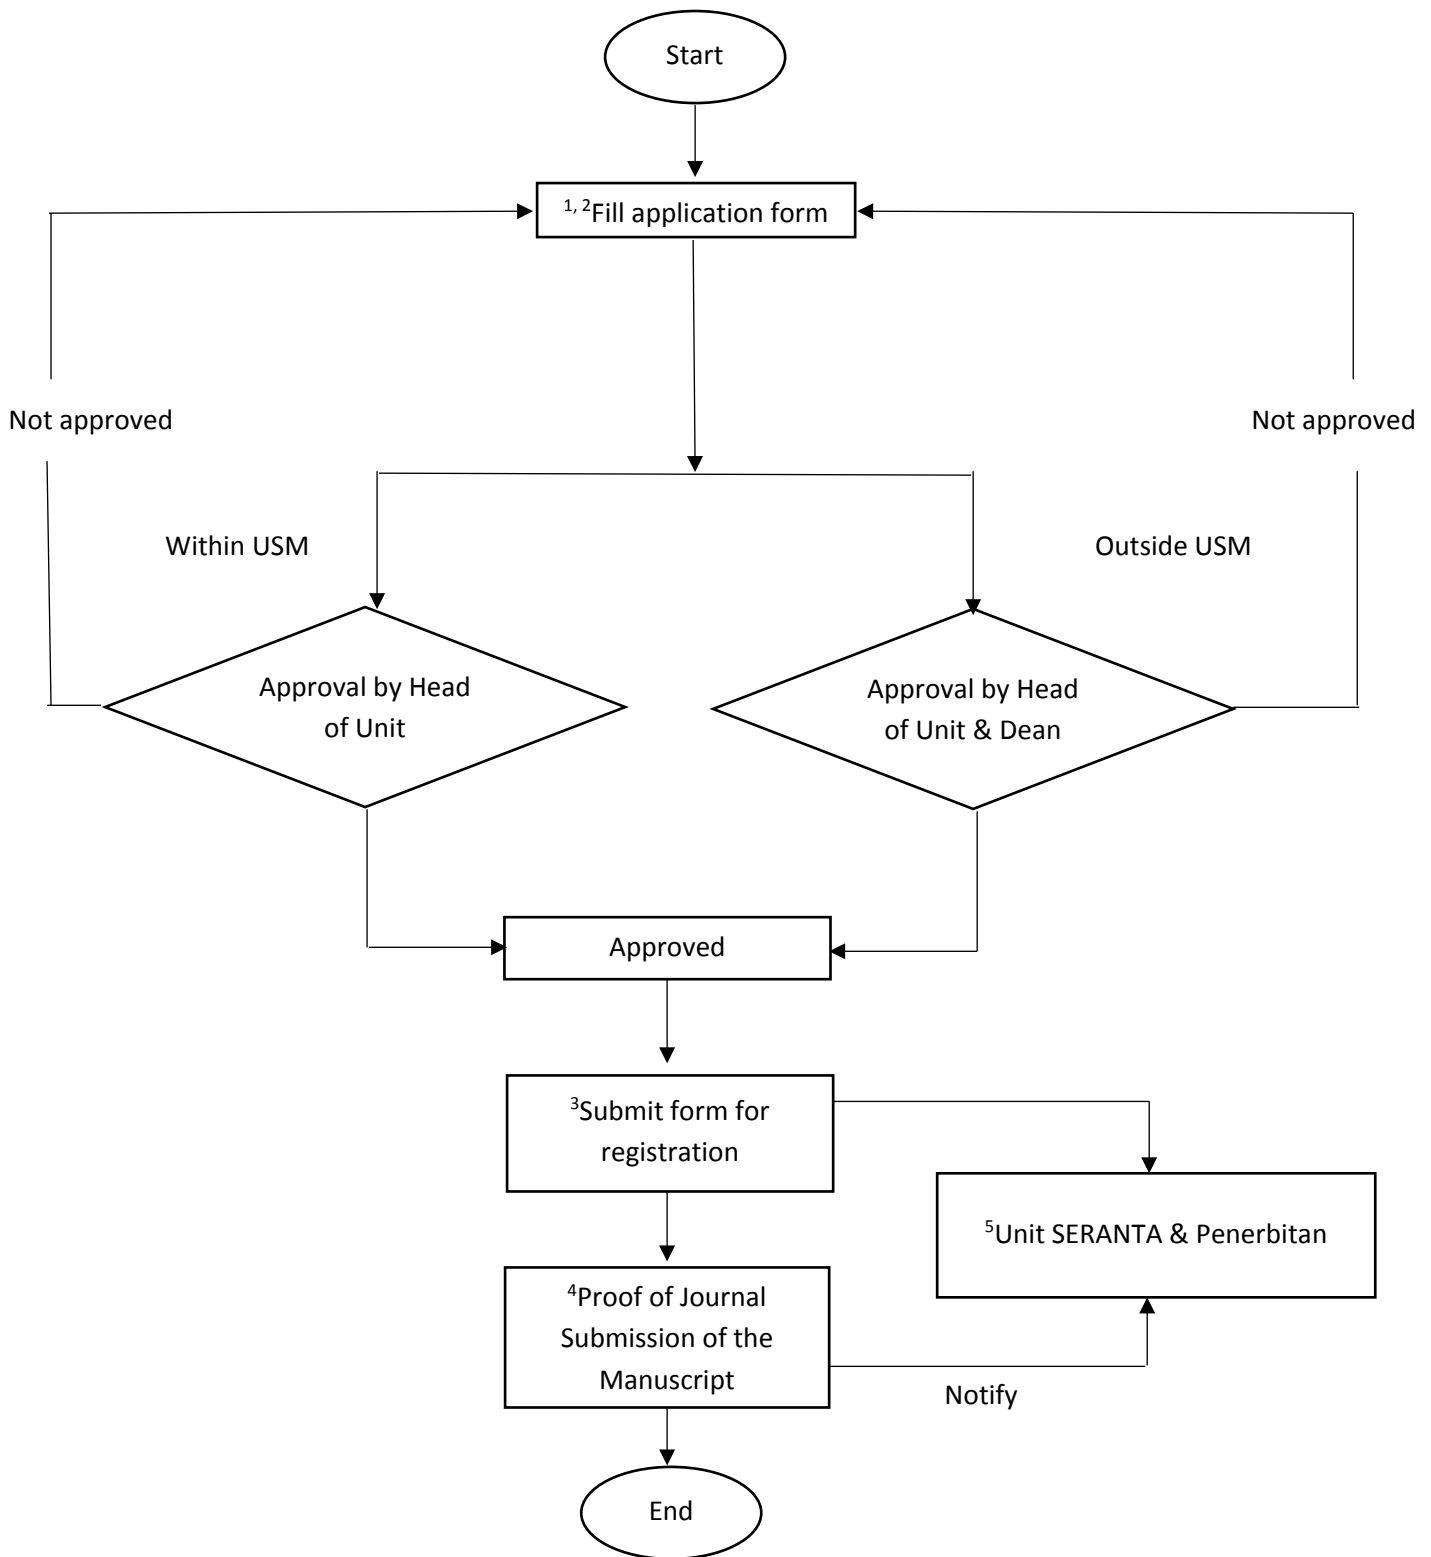 Start
1, 2Fill application form
Not approved
Not approved
Within USM
Outside USM
Approval by Head
of Unit
Approval by Head
of Unit & Dean
Approved
3Submit form for
registration
5Unit SERANTA & Penerbitan
4Proof of Journal
Submission of the
Manuscript
Notify
End